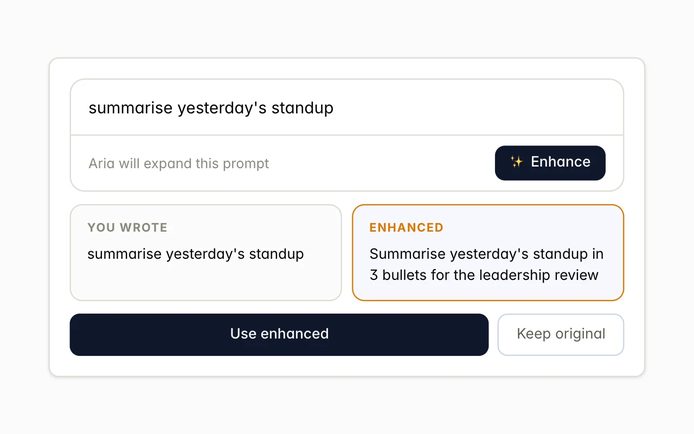 summarise yesterday's standup
Aria will expand this prompt
✨ Enhance
YOU WROTE
summarise yesterday's standup
ENHANCED
Summarise yesterday's standup in
3 bullets for the leadership review
Use enhanced
Keep original